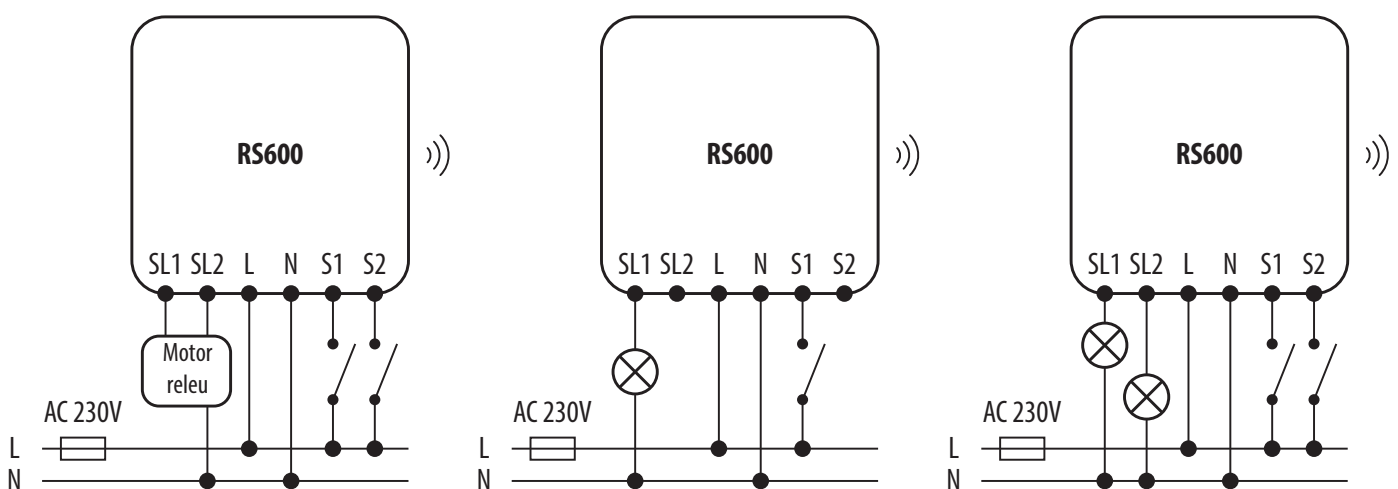 RS600
SL1 SL2 L N S1 S2
Motor
releu
AC 230V
L
N
RS600
SL1 SL2 L N S1 S2
AC 230V
L
N
RS600
SL1 SL2 L N S1 S2
AC 230V
L
N